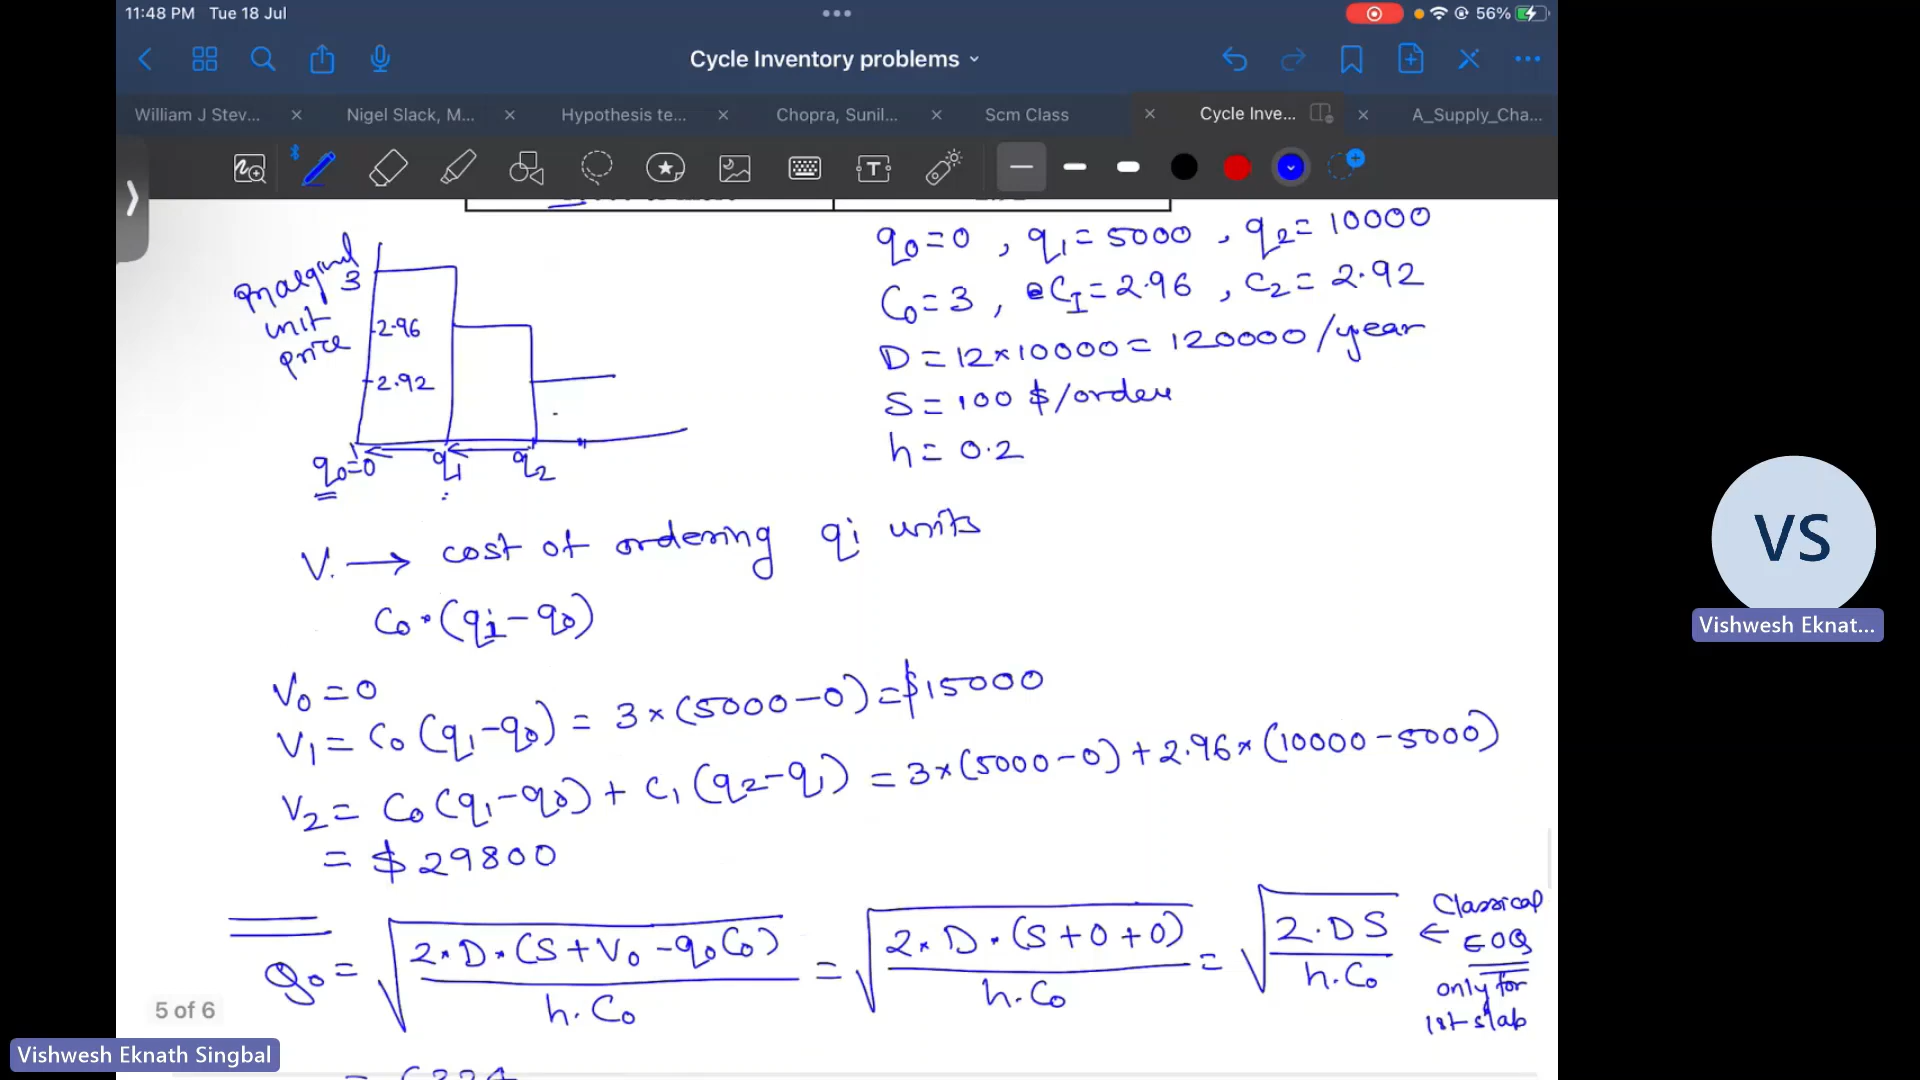 11:48 PM Tue 18 Jul
56%
Cycle Inventory problems
William J Stev...
Nigel Slack, M...
Hypothesis te...
Chopra, Sunil...
Scm Class
Cycle Inve...
A_Supply_Cha...
q0=0 , q1=5000 , q2=10000
C0=3 , CI=2.96 , C2=2.92
D=12×10000=120000/year
S=100 $/order
h=0.2
marginal
unit
price
3
2.96
2.92
q0=0 q1 q2
V. → cost of ordering qi units
C0·(qi-q0)
V0=0
V1= C0(q1-q0) = 3×(5000-0)=$15000
V2= C0(q1-q0)+ C1(q2-q1) = 3×(5000-0)+2.96×(10000-5000)
= $29800
Q0 = √2*D*(S+V0-q0C0)/h.C0 = √2*D*(S+0+0)/h.C0 = √2.DS/h.C0 ← Classical
EOQ
only for
1st slab
5 of 6
VS
Vishwesh Eknat...
Vishwesh Eknath Singbal